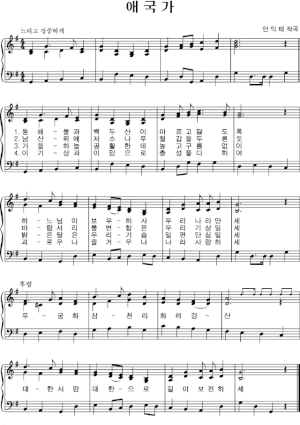 애국가
느리고 장중하게
안익태 작곡
1. 동해-물과 백두산이 마르고닳도록
2. 남산-위에 저소나무 철갑을두른듯
3. 가을-하늘 공활한데 높고구름없이
4. 이기-상과 이맘으로 충성을다하여
하-느님이 보우하사 우리나라만세
바-람서리 불변-함은 우리기상일세
밝-은달은 우리가슴 일편단심일세
괴-로우나 즐거우나 나라사랑하세
후렴
무-궁화삼-천리화려강-산
대-한사람대한-으로길이보전하세